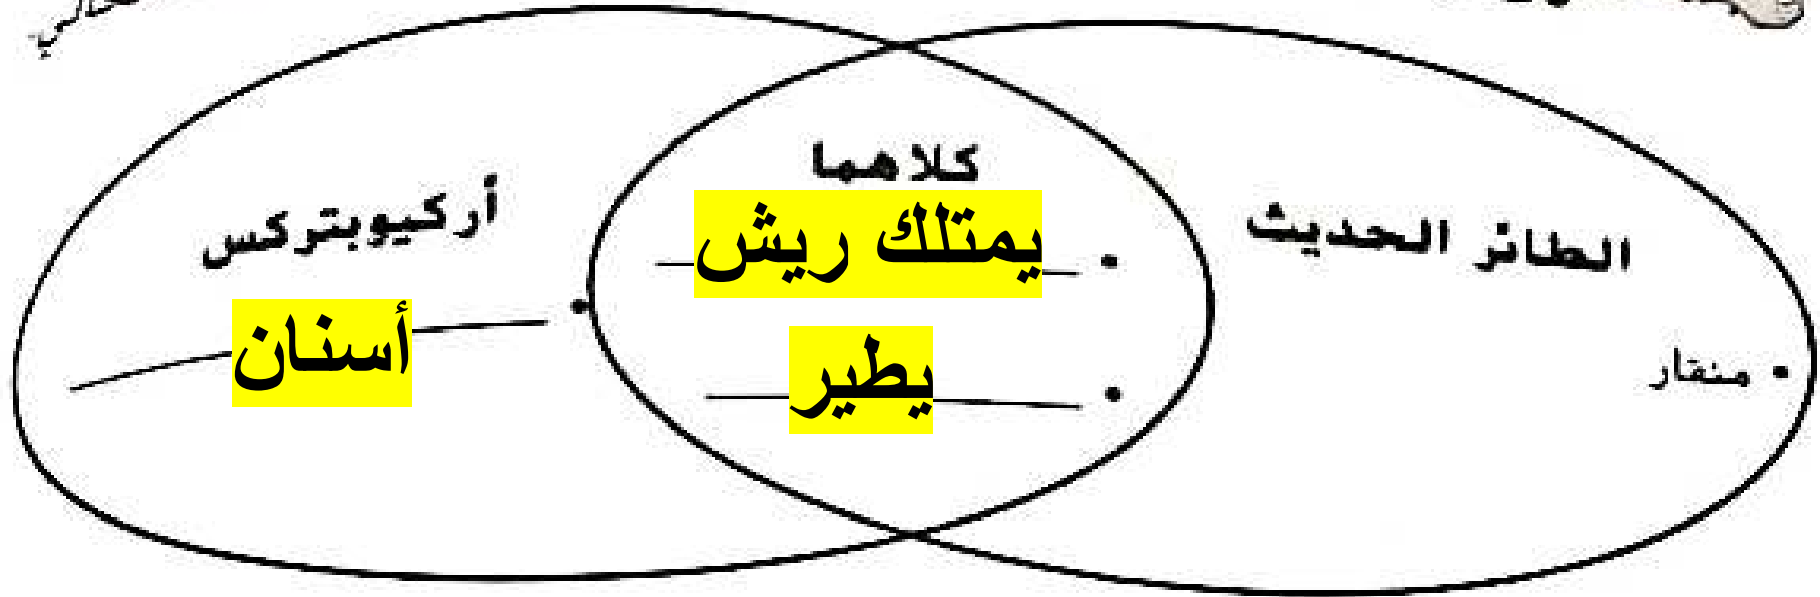 الطائر الحديث
• منقار
كلاهما
• يمتلك ريش
• يطير
أركيوبتركس
• أسنان